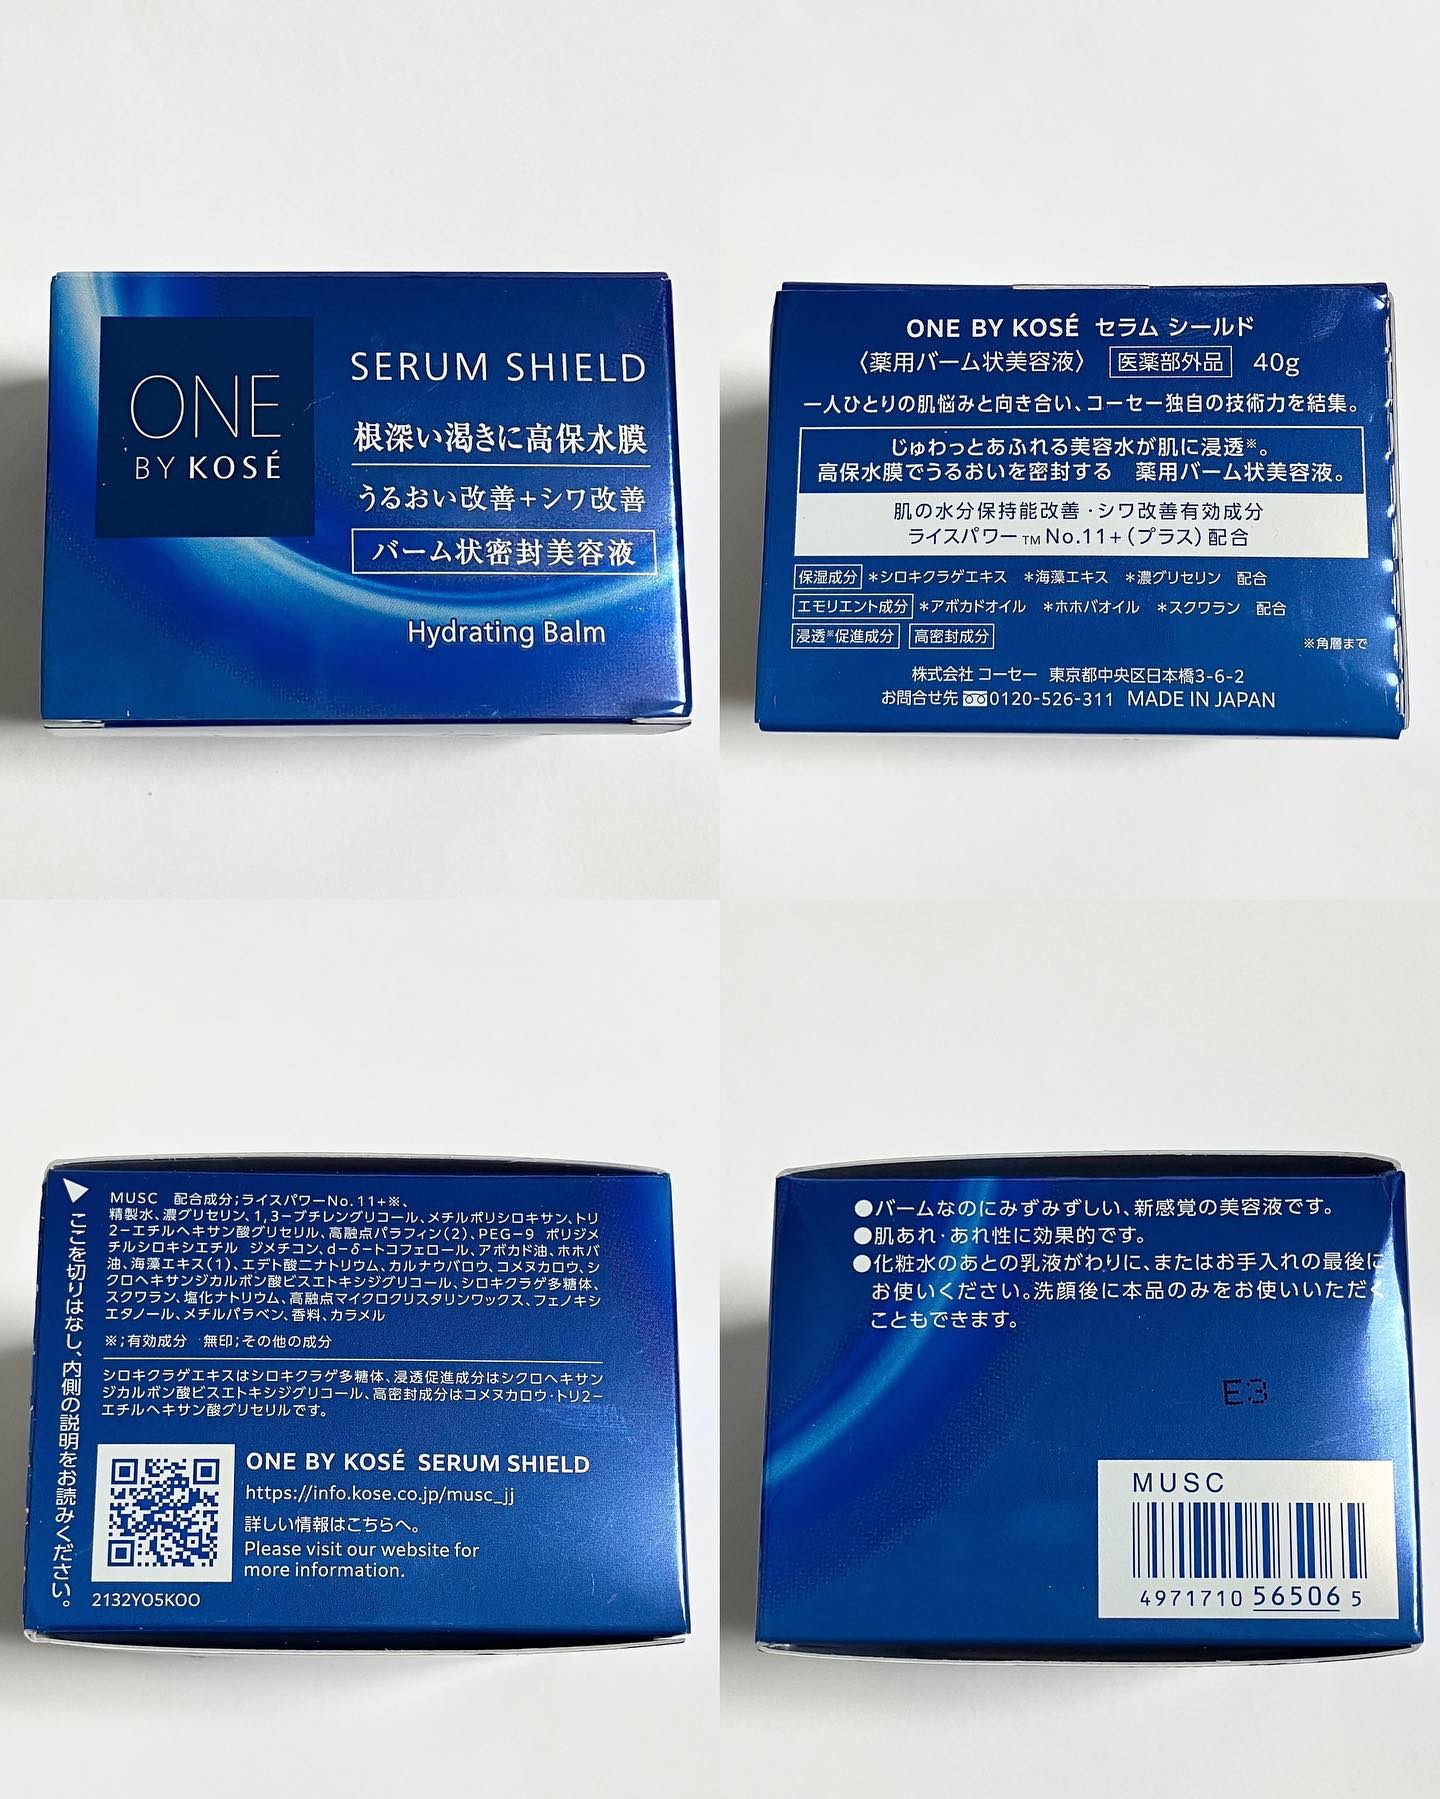 ONE
BY KOSÉ
SERUM SHIELD
根深い渇きに高保水膜
うるおい改善+シワ改善
バーム状密封美容液
Hydrating Balm
ONE BY KOSÉ セラム シールド
〈薬用バーム状美容液〉 医薬部外品 40g
一人ひとりの肌悩みと向き合い、コーセー独自の技術力を結集。
じゅわっとあふれる美容水が肌に浸透※。
高保水膜でうるおいを密封する 薬用バーム状美容液。
肌の水分保持能改善・シワ改善有効成分
ライスパワー™No.11+(プラス)配合
保湿成分 *シロキクラゲエキス *海藻エキス *濃グリセリン 配合
エモリエント成分 *アボカドオイル *ホホバオイル *スクワラン 配合
浸透※促進成分 高密封成分 ※角層まで
株式会社 コーセー 東京都中央区日本橋3-6-2
お問合せ先 0120-526-311 MADE IN JAPAN
ここを切りはなし、内側の説明をお読みください。
MUSC 配合成分;ライスパワーNo.11+※、
精製水、濃グリセリン、1,3-ブチレングリコール、メチルポリシロキサン、トリ
2-エチルヘキサン酸グリセリル、高融点パラフィン(2)、PEG-9 ポリジメ
チルシロキシエチル ジメチコン、d-δ-トコフェロール、アボカド油、ホホバ
油、海藻エキス(1)、エデト酸二ナトリウム、カルナウバロウ、コメヌカロウ、シ
クロヘキサンジカルボン酸ビスエトキシジグリコール、シロキクラゲ多糖体、
スクワラン、塩化ナトリウム、高融点マイクロクリスタリンワックス、フェノキシ
エタノール、メチルパラベン、香料、カラメル
※;有効成分 無印;その他の成分
シロキクラゲエキスはシロキクラゲ多糖体、浸透促進成分はシクロヘキサン
ジカルボン酸ビスエトキシジグリコール、高密封成分はコメヌカロウ・トリ2-
エチルヘキサン酸グリセリルです。
ONE BY KOSÉ SERUM SHIELD
https://info.kose.co.jp/musc_jj
詳しい情報はこちらへ。
Please visit our website for
more information.
2132YO5KOO
●バームなのにみずみずしい、新感覚の美容液です。
●肌あれ・あれ性に効果的です。
●化粧水のあとの乳液がわりに、またはお手入れの最後に
お使いください。洗顔後に本品のみをお使いいただく
こともできます。
E3
MUSC
4971710 56506 5